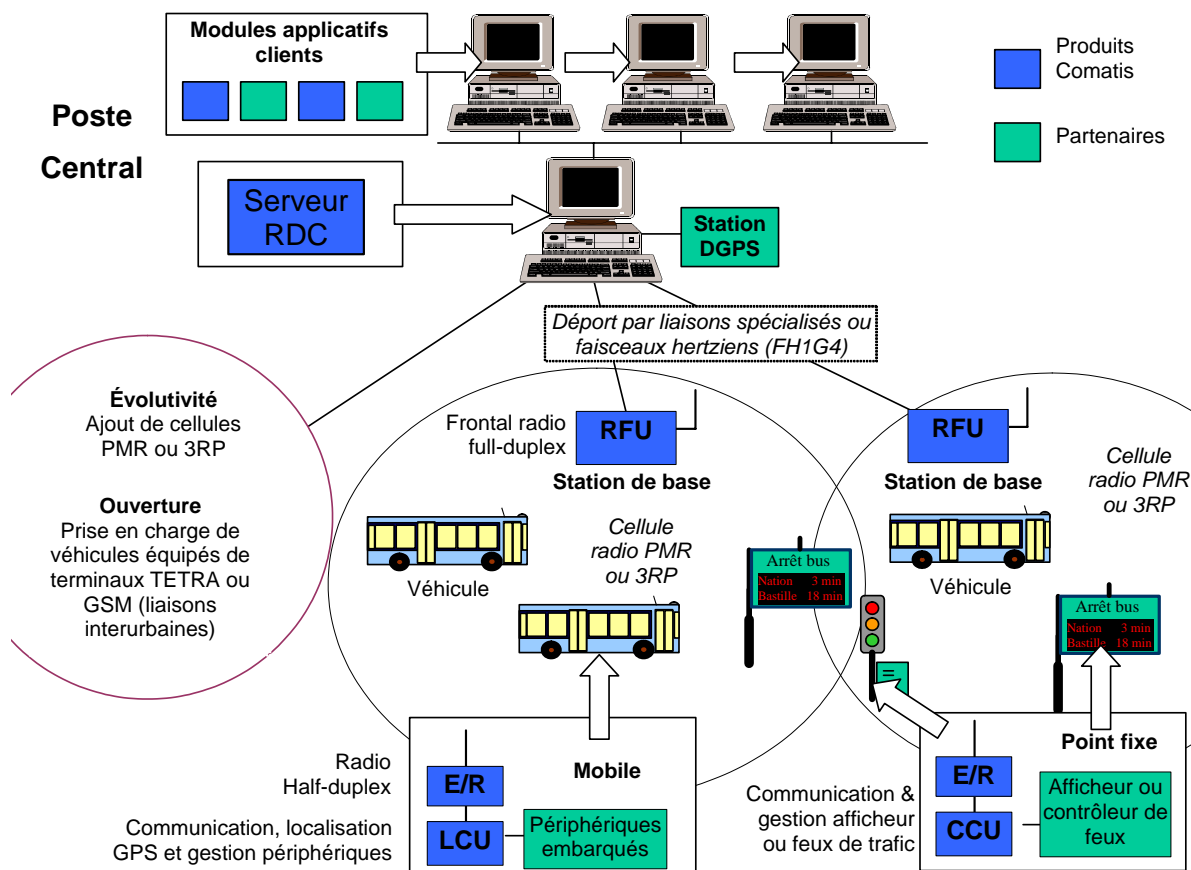 Modules applicatifs
clients
Produits
Comatis
Partenaires
Poste
Central
Serveur
RDC
Station
DGPS
Déport par liaisons spécialisés ou
faisceaux hertziens (FH1G4)
Évolutivité
Ajout de cellules
PMR ou 3RP
Ouverture
Prise en charge de
véhicules équipés de
terminaux TETRA ou
GSM (liaisons
interurbaines)
Frontal radio
full-duplex
RFU
Station de base
Cellule
radio PMR
ou 3RP
Véhicule
RFU
Station de base
Cellule
radio PMR
ou 3RP
Véhicule
Arrêt bus
Nation 3 min
Bastille 18 min
Arrêt bus
Nation 3 min
Bastille 18 min
Radio
Half-duplex
Communication, localisation
GPS et gestion périphériques
Mobile
E/R
LCU
Périphériques
embarqués
Communication &
gestion afficheur
ou feux de trafic
Point fixe
E/R
CCU
Afficheur ou
contrôleur de
feux